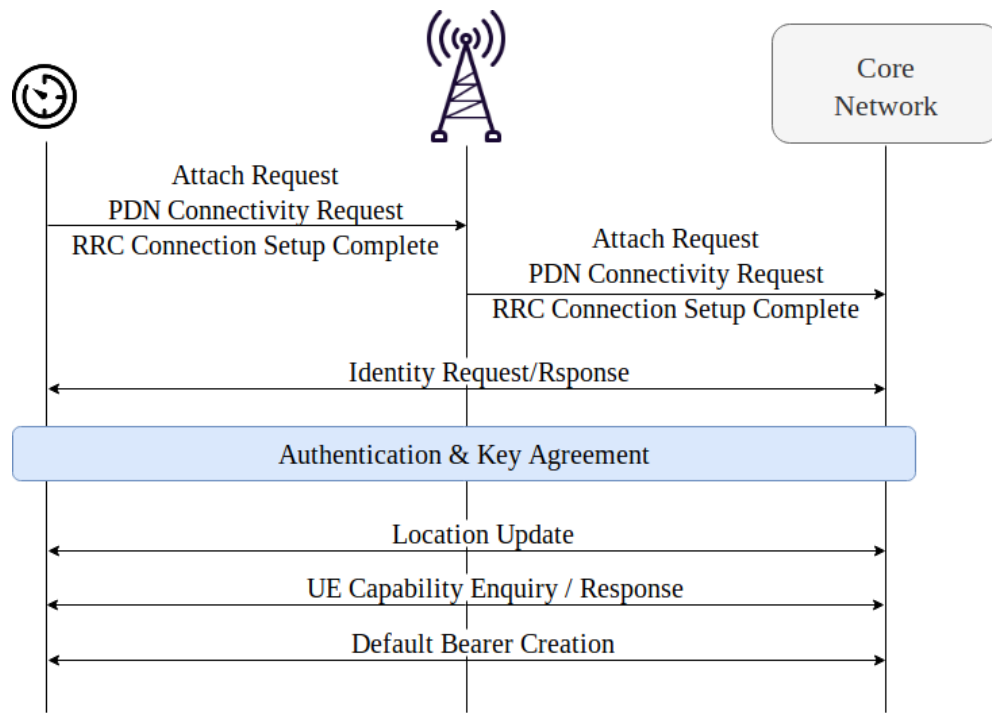 Core
Network
Attach Request
PDN Connectivity Request
RRC Connection Setup Complete
Attach Request
PDN Connectivity Request
RRC Connection Setup Complete
Identity Request/Rsponse
Authentication & Key Agreement
Location Update
UE Capability Enquiry / Response
Default Bearer Creation